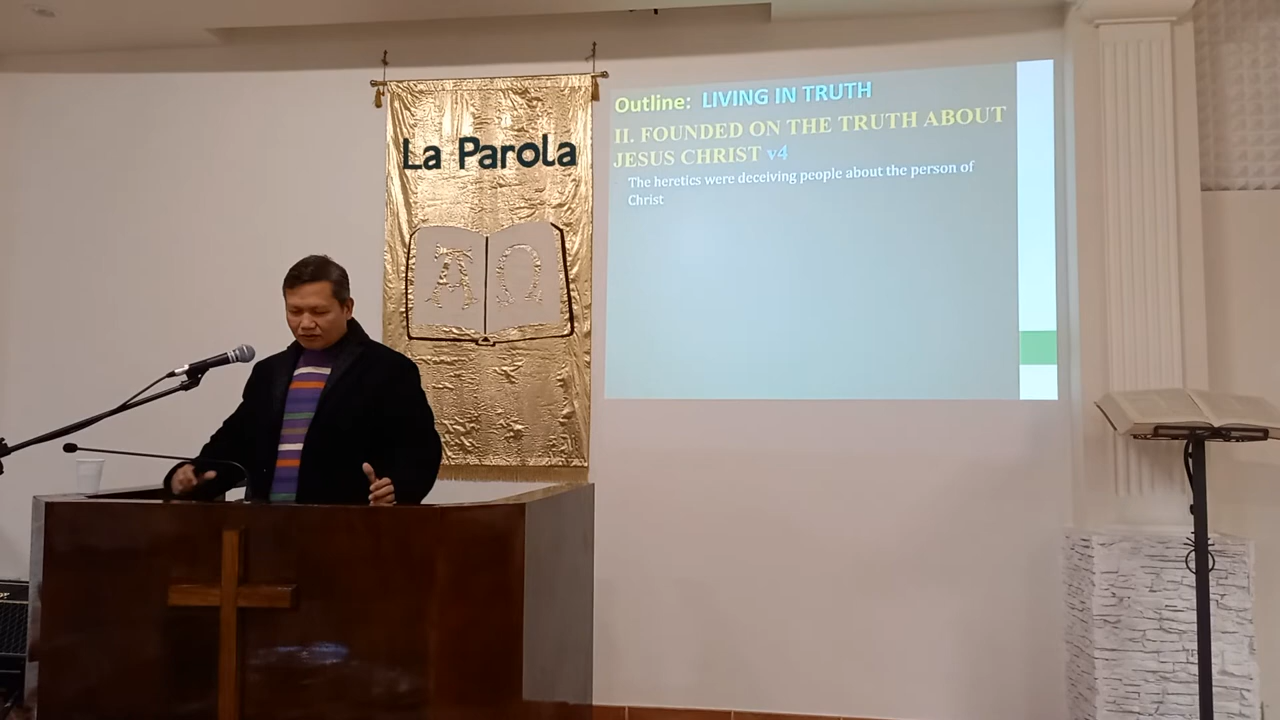 La Parola
Α Ω
Outline: LIVING IN TRUTH
II. FOUNDED ON THE TRUTH ABOUT
JESUS CHRIST v4
The heretics were deceiving people about the person of
Christ